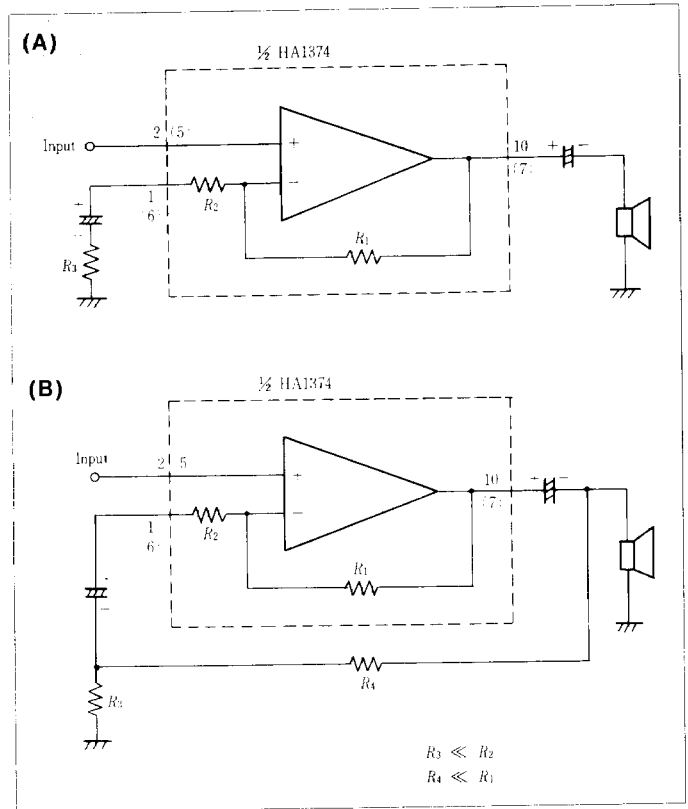 (A)
½ HA1374
Input
2 (5)
+
−
10
(7)
+ −
1
(6)
R2
R1
+
R3
(B)
½ HA1374
Input
2 5
+
−
10
(7)
+ −
1
6
R2
R1
−
R4
R3 ≪ R2
R4 ≪ R1